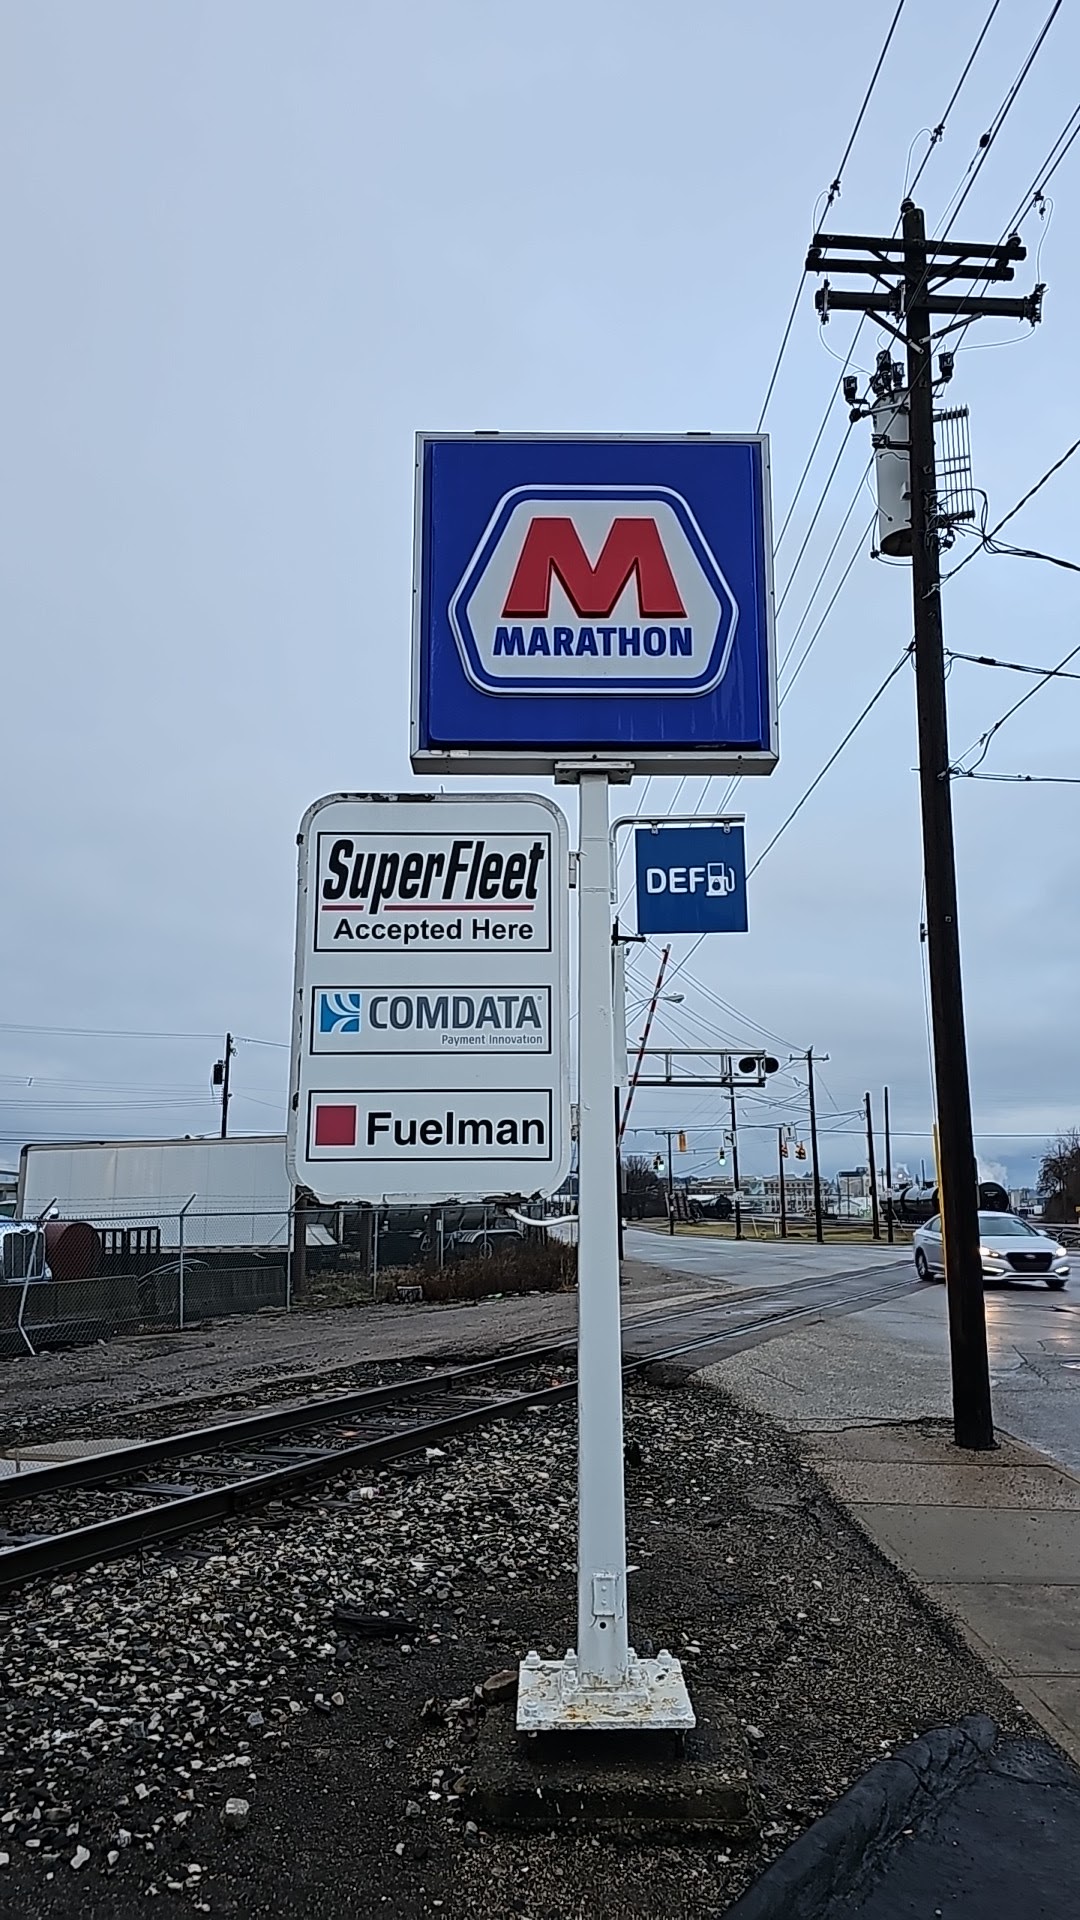 M
MARATHON
SuperFleet
Accepted Here
DEF
COMDATA
Payment Innovation
Fuelman